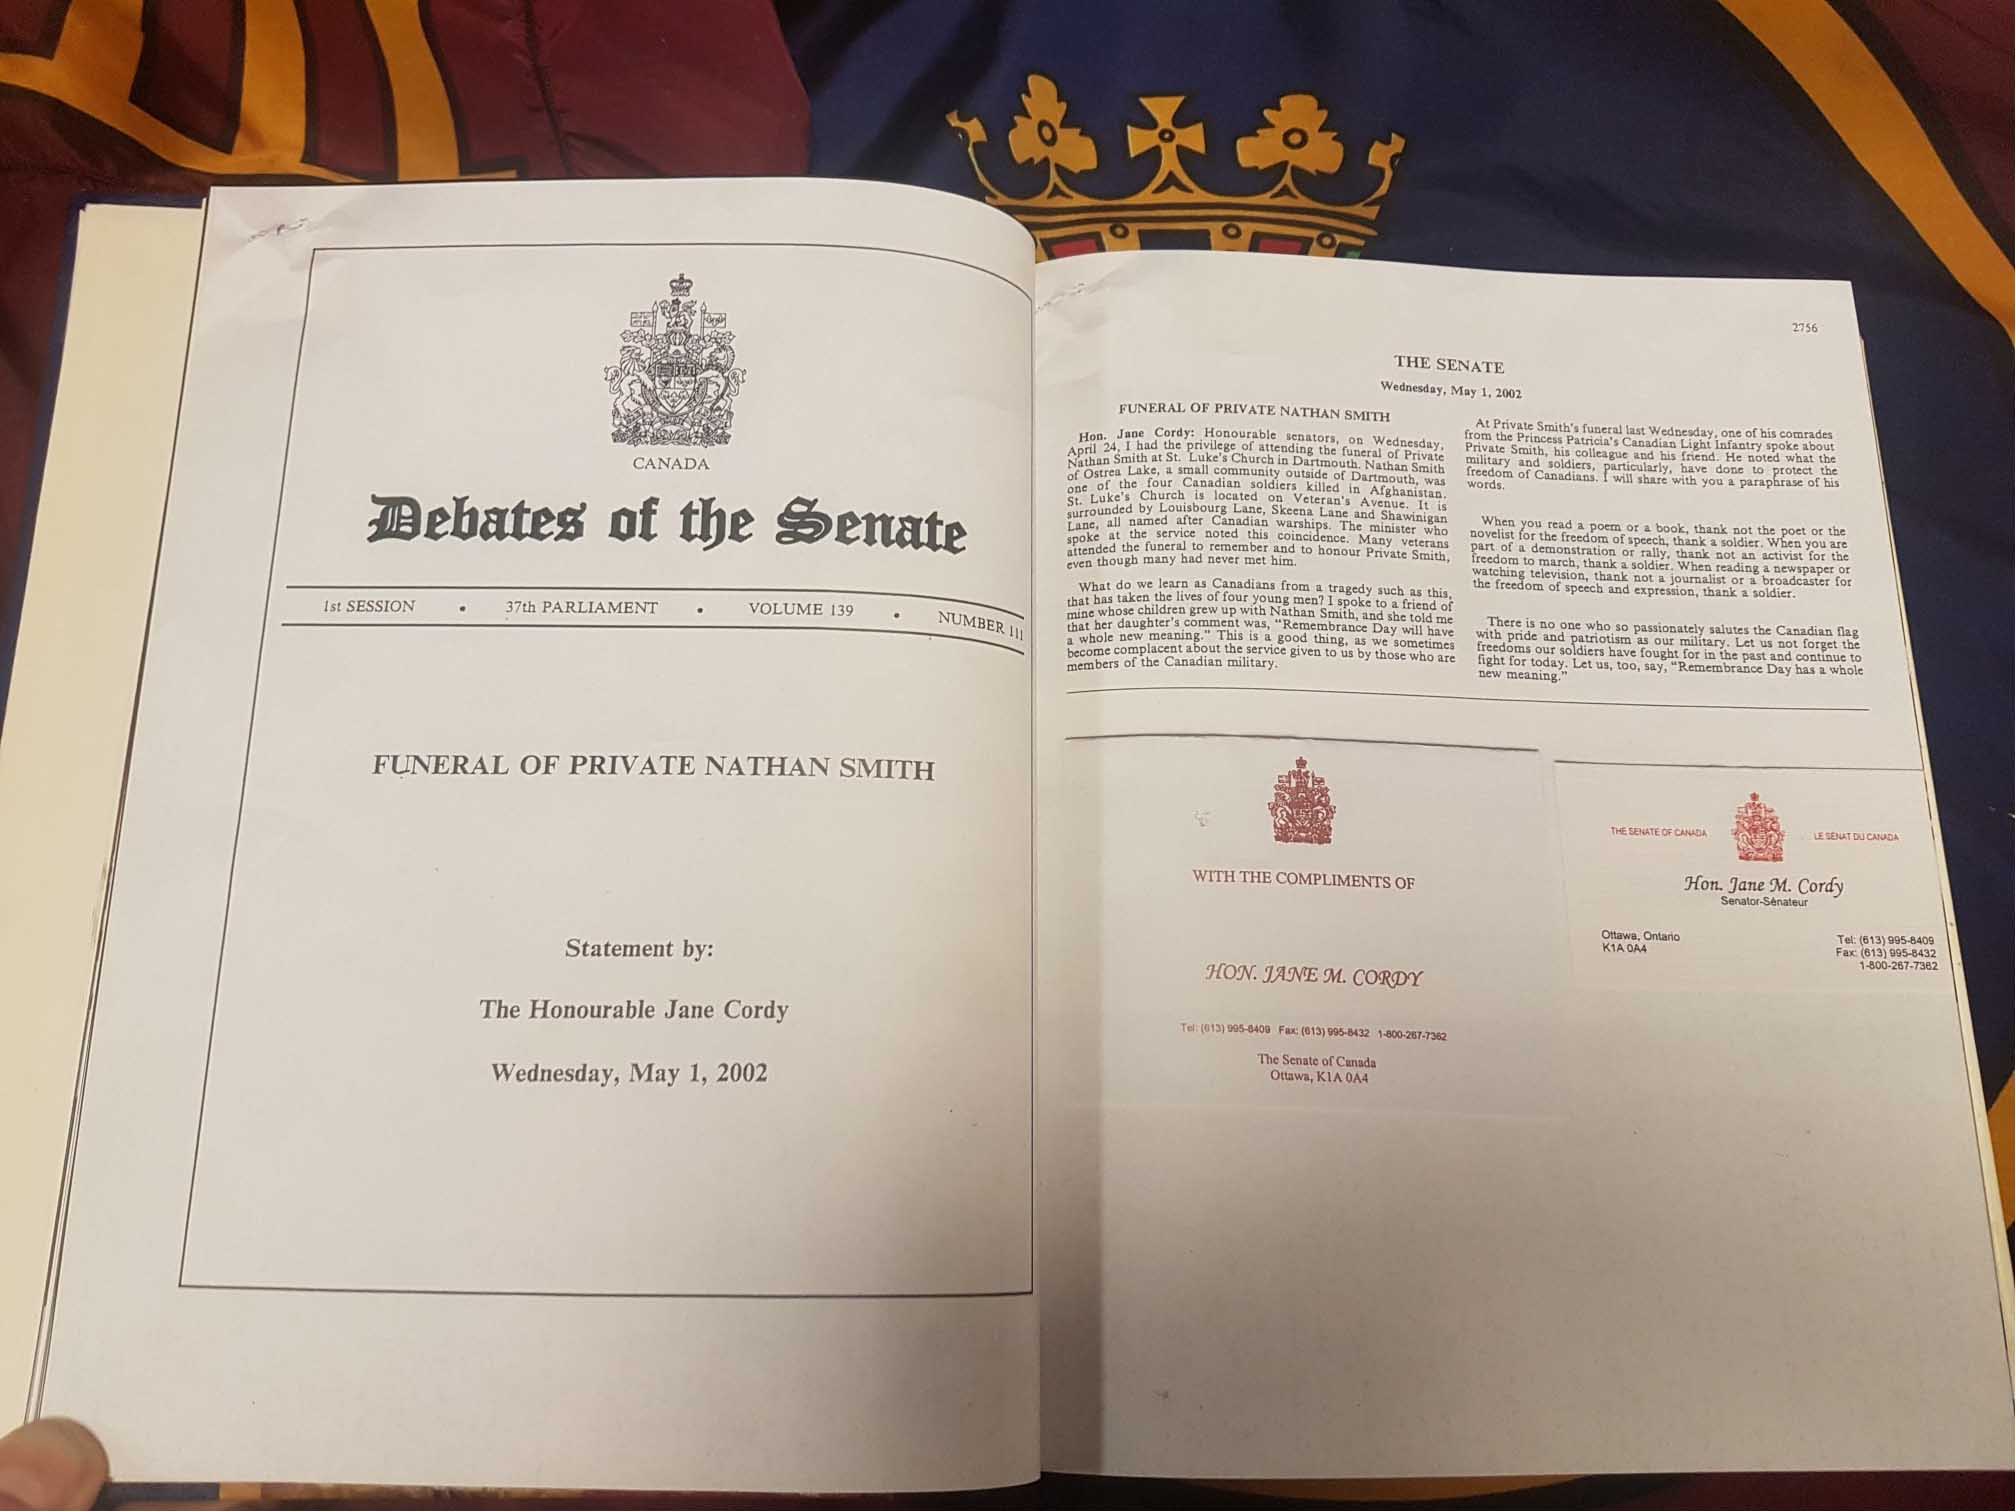 CANADA
Debates of the Senate
1st SESSION • 37th PARLIAMENT • VOLUME 139 • NUMBER 111
FUNERAL OF PRIVATE NATHAN SMITH
Statement by:
The Honourable Jane Cordy
Wednesday, May 1, 2002
2756
THE SENATE
Wednesday, May 1, 2002
FUNERAL OF PRIVATE NATHAN SMITH
Hon. Jane Cordy: Honourable senators, on Wednesday,
April 24, I had the privilege of attending the funeral of Private
Nathan Smith at St. Luke's Church in Dartmouth. Nathan Smith
of Ostrea Lake, a small community outside of Dartmouth, was
one of the four Canadian soldiers killed in Afghanistan.
St. Luke's Church is located on Veteran's Avenue. It is
surrounded by Louisbourg Lane, Skeena Lane and Shawinigan
Lane, all named after Canadian warships. The minister who
spoke at the service noted this coincidence. Many veterans
attended the funeral to remember and to honour Private Smith,
even though many had never met him.
What do we learn as Canadians from a tragedy such as this,
that has taken the lives of four young men? I spoke to a friend of
mine whose children grew up with Nathan Smith, and she told me
that her daughter's comment was, "Remembrance Day will have
a whole new meaning." This is a good thing, as we sometimes
become complacent about the service given to us by those who are
members of the Canadian military.
At Private Smith's funeral last Wednesday, one of his comrades
from the Princess Patricia's Canadian Light Infantry spoke about
Private Smith, his colleague and his friend. He noted what the
military and soldiers, particularly, have done to protect the
freedom of Canadians. I will share with you a paraphrase of his
words.
When you read a poem or a book, thank not the poet or the
novelist for the freedom of speech, thank a soldier. When you are
part of a demonstration or rally, thank not an activist for the
freedom to march, thank a soldier. When reading a newspaper or
watching television, thank not a journalist or a broadcaster for
the freedom of speech and expression, thank a soldier.
There is no one who so passionately salutes the Canadian flag
with pride and patriotism as our military. Let us not forget the
freedoms our soldiers have fought for in the past and continue to
fight for today. Let us, too, say, "Remembrance Day has a whole
new meaning."
WITH THE COMPLIMENTS OF
HON. JANE M. CORDY
Tel: (613) 995-8409 Fax: (613) 995-8432 1-800-267-7362
The Senate of Canada
Ottawa, K1A 0A4
THE SENATE OF CANADA LE SÉNAT DU CANADA
Hon. Jane M. Cordy
Senator-Sénateur
Ottawa, Ontario
K1A 0A4
Tel: (613) 995-8409
Fax: (613) 995-8432
1-800-267-7362